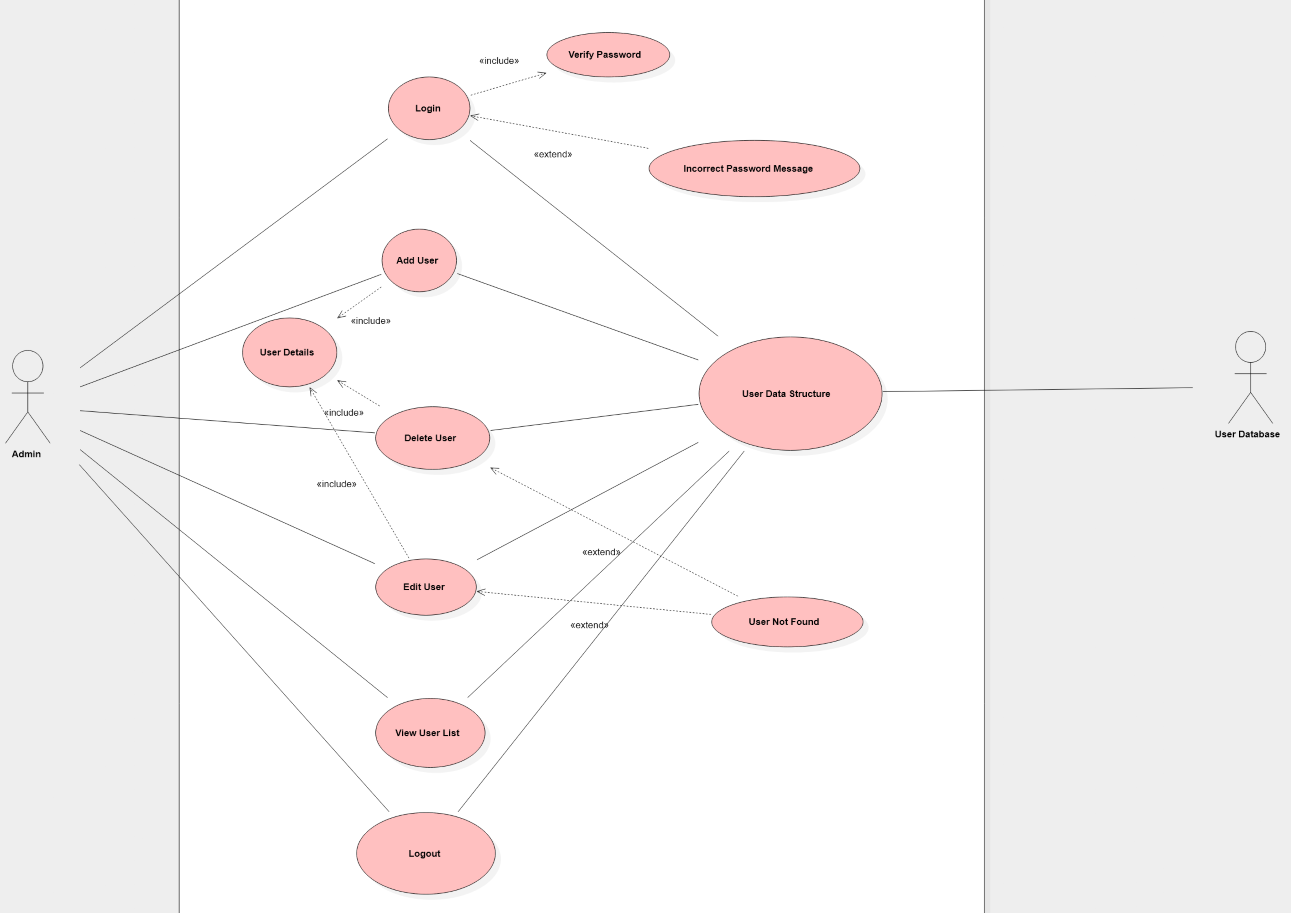 Verify Password
«include»
Login
«extend»
Incorrect Password Message
Add User
«include»
User Details
User Data Structure
«include»
Delete User
User Database
Admin
«include»
«extend»
Edit User
User Not Found
«extend»
View User List
Logout